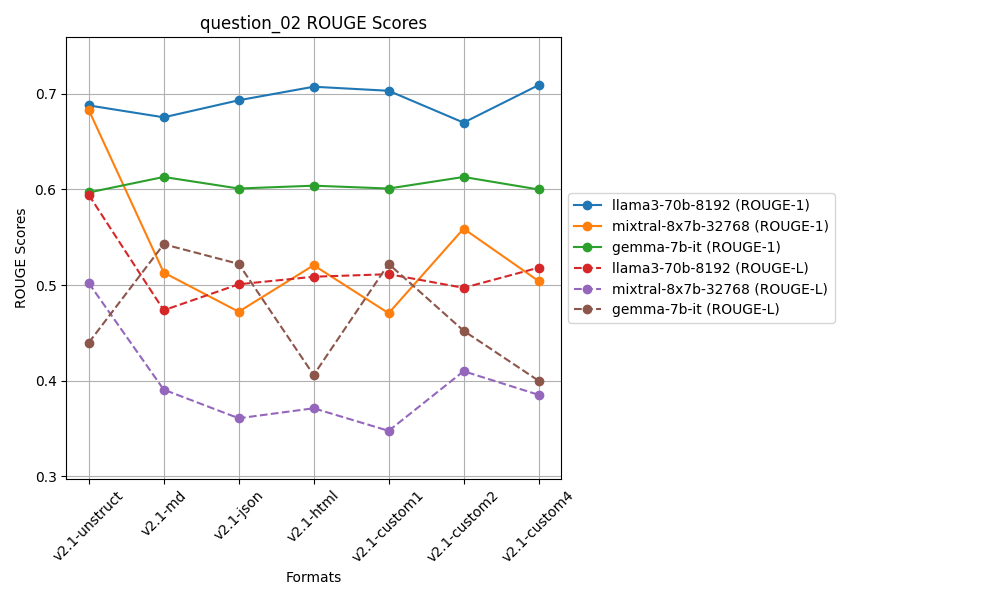 question_02 ROUGE Scores
ROUGE Scores
0.7
0.6
0.5
0.4
0.3
v2.1-unstruct
v2.1-md
v2.1-json
v2.1-html
v2.1-custom1
v2.1-custom2
v2.1-custom4
Formats
llama3-70b-8192 (ROUGE-1)
mixtral-8x7b-32768 (ROUGE-1)
gemma-7b-it (ROUGE-1)
llama3-70b-8192 (ROUGE-L)
mixtral-8x7b-32768 (ROUGE-L)
gemma-7b-it (ROUGE-L)